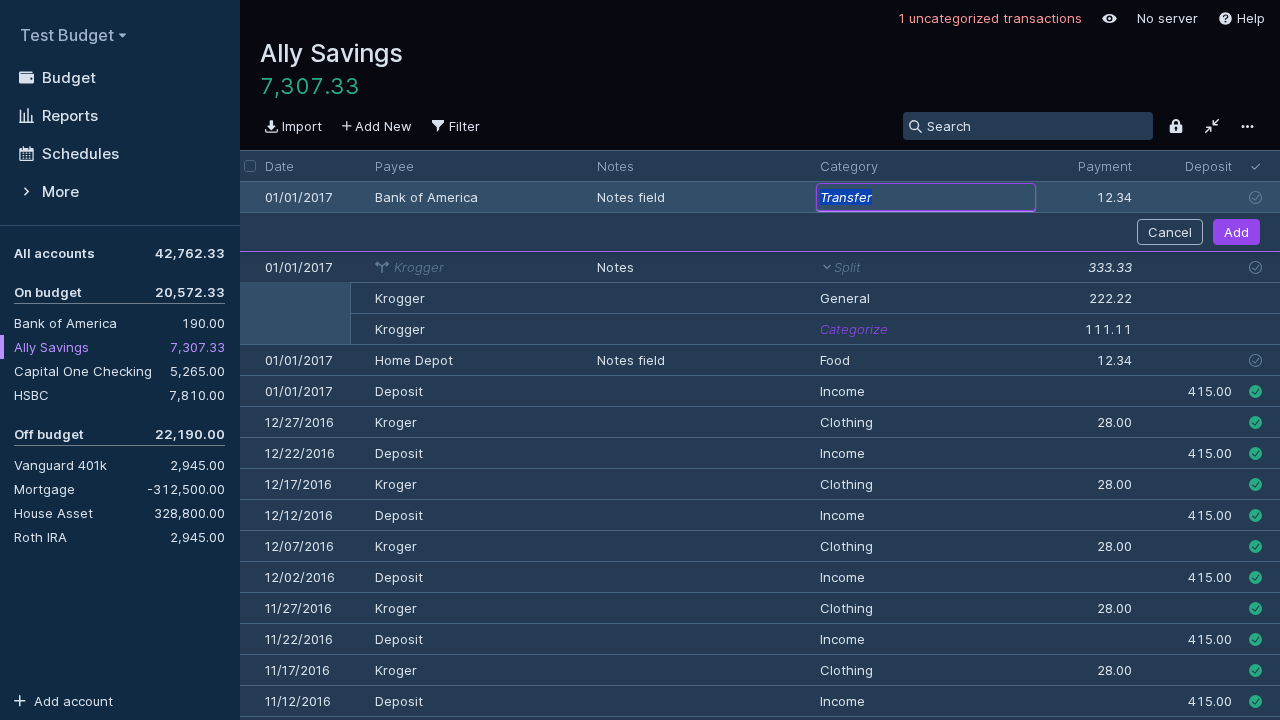 Test Budget
Budget
Reports
Schedules
More
All accounts 42,762.33
On budget 20,572.33
Bank of America 190.00
Ally Savings 7,307.33
Capital One Checking 5,265.00
HSBC 7,810.00
Off budget 22,190.00
Vanguard 401k 2,945.00
Mortgage -312,500.00
House Asset 328,800.00
Roth IRA 2,945.00
Add account
1 uncategorized transactions No server Help
Ally Savings
7,307.33
Import Add New Filter Search
Date Payee Notes Category Payment Deposit
01/01/2017 Bank of America Notes field Transfer 12.34
Cancel Add
01/01/2017 Krogger Notes Split 333.33
Krogger General 222.22
Krogger Categorize 111.11
01/01/2017 Home Depot Notes field Food 12.34
01/01/2017 Deposit Income 415.00
12/27/2016 Kroger Clothing 28.00
12/22/2016 Deposit Income 415.00
12/17/2016 Kroger Clothing 28.00
12/12/2016 Deposit Income 415.00
12/07/2016 Kroger Clothing 28.00
12/02/2016 Deposit Income 415.00
11/27/2016 Kroger Clothing 28.00
11/22/2016 Deposit Income 415.00
11/17/2016 Kroger Clothing 28.00
11/12/2016 Deposit Income 415.00